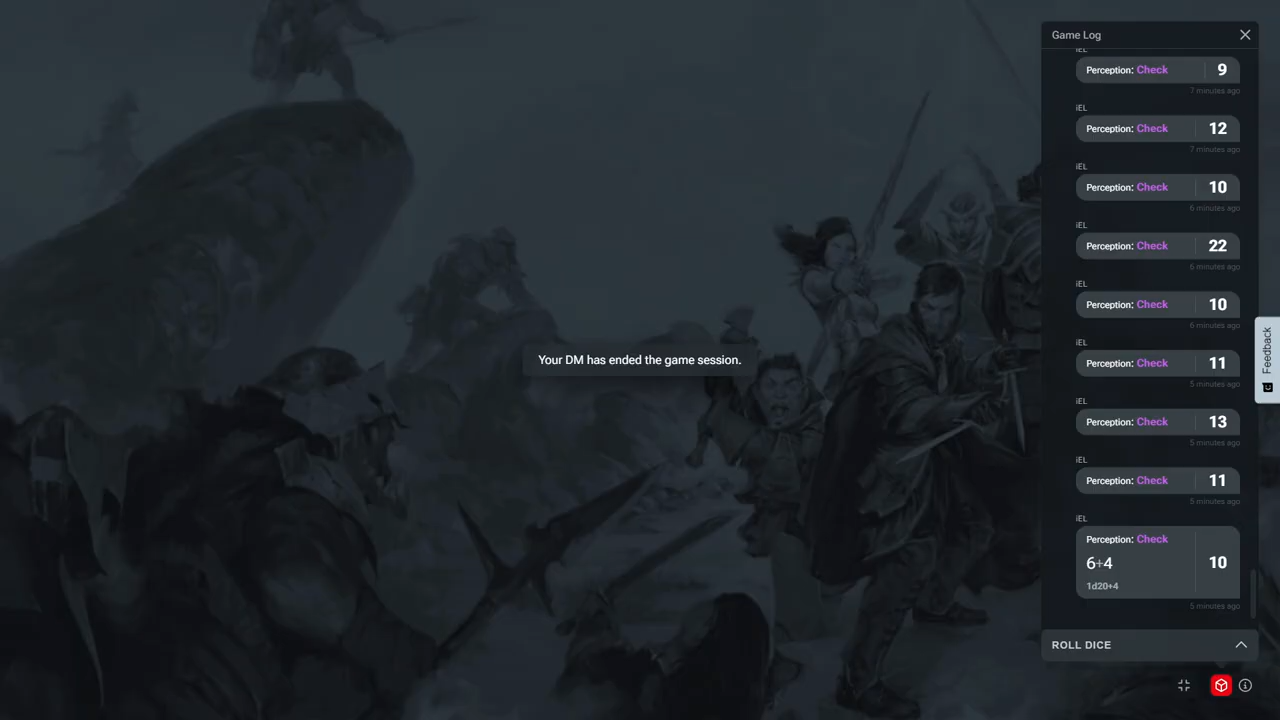 Game Log
iEL
Perception: Check 9
7 minutes ago
iEL
Perception: Check 12
7 minutes ago
iEL
Perception: Check 10
6 minutes ago
iEL
Perception: Check 22
6 minutes ago
iEL
Perception: Check 10
6 minutes ago
iEL
Perception: Check 11
5 minutes ago
iEL
Perception: Check 13
5 minutes ago
iEL
Perception: Check 11
5 minutes ago
iEL
Perception: Check
6+4 10
1d20+4
5 minutes ago
ROLL DICE
Your DM has ended the game session.
Feedback